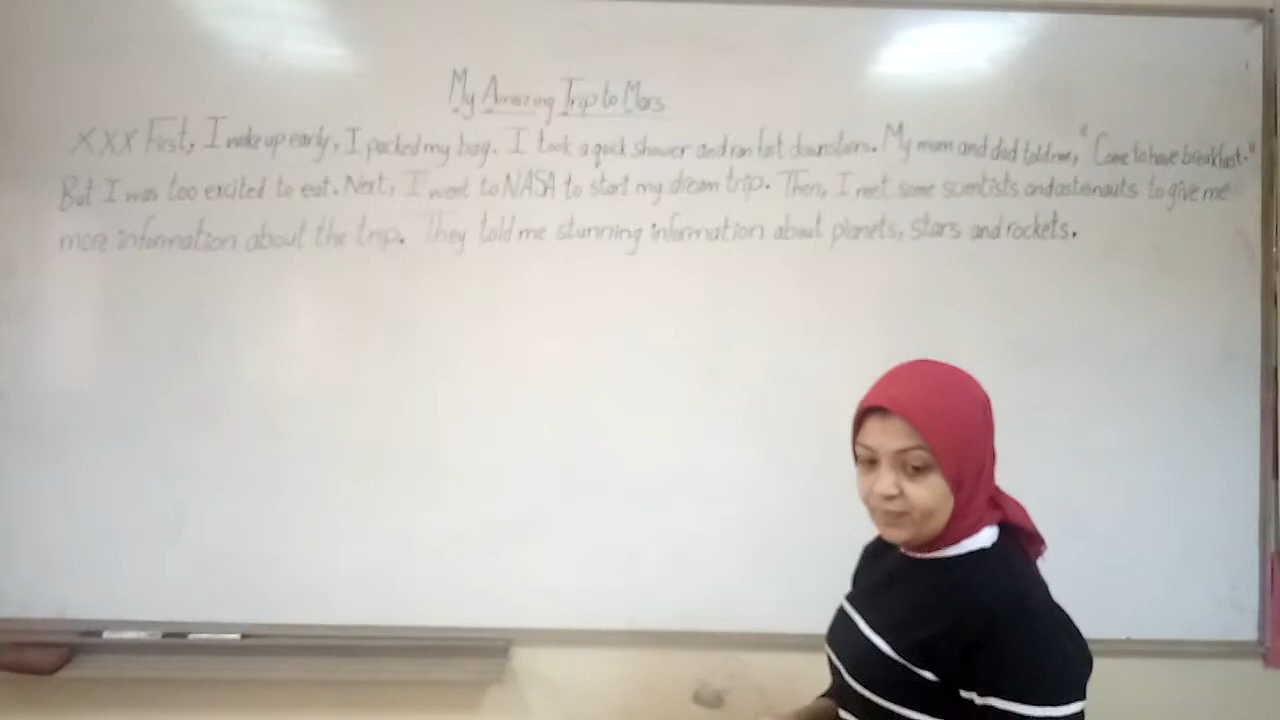 My Amazing Trip to Mars
XXX First, I woke up early, I packed my bag. I took a quick shower and ran fast downstairs. My mum and dad told me, "Come to have breakfast."
But I was too excited to eat. Next, I went to NASA to start my dream trip. Then, I met some scientists and astronauts to give me
more information about the trip. They told me stunning information about planets, stars and rockets.